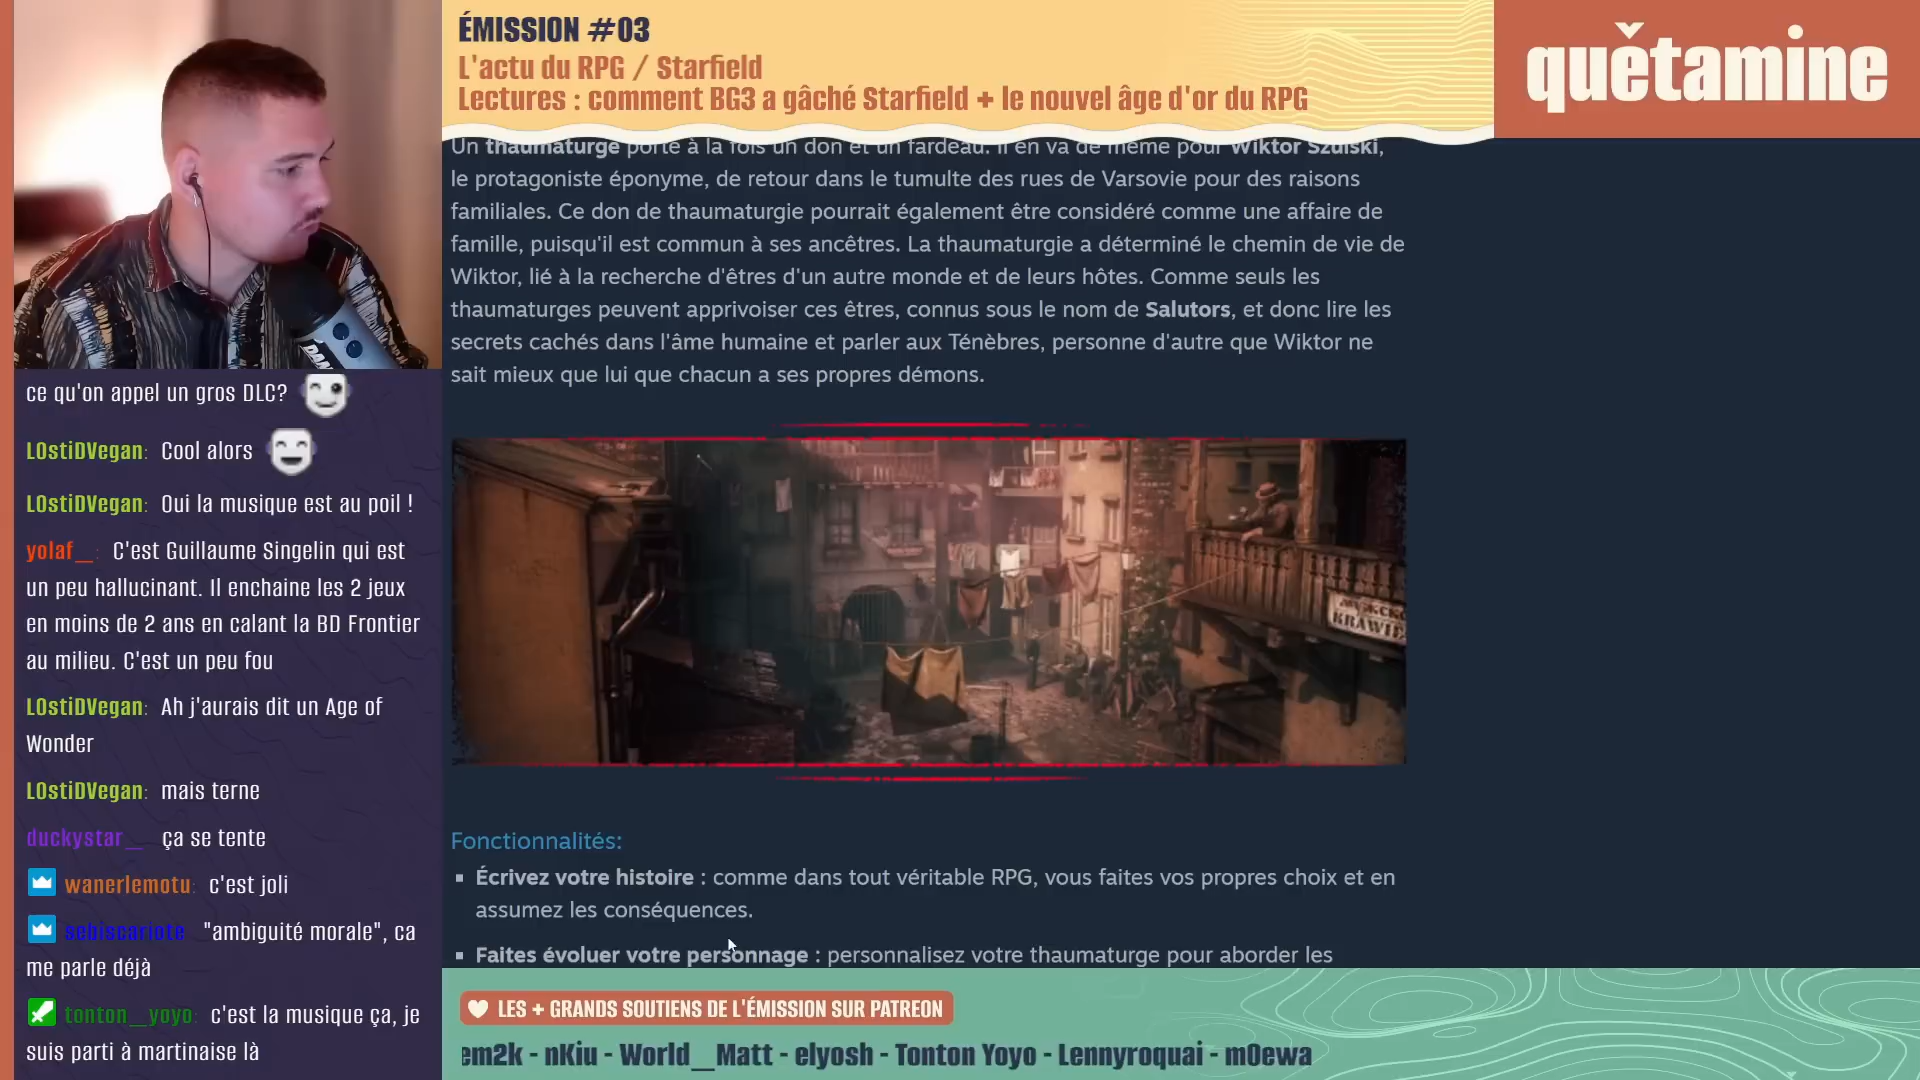 ÉMISSION #03
L'actu du RPG / Starfield
Lectures : comment BG3 a gâché Starfield + le nouvel âge d'or du RPG
quetamine
Un thaumaturge porte à la fois un don et un fardeau. Il en va de même pour Wiktor Szulski,
le protagoniste éponyme, de retour dans le tumulte des rues de Varsovie pour des raisons
familiales. Ce don de thaumaturgie pourrait également être considéré comme une affaire de
famille, puisqu'il est commun à ses ancêtres. La thaumaturgie a déterminé le chemin de vie de
Wiktor, lié à la recherche d'êtres d'un autre monde et de leurs hôtes. Comme seuls les
thaumaturges peuvent apprivoiser ces êtres, connus sous le nom de Salutors, et donc lire les
secrets cachés dans l'âme humaine et parler aux Ténèbres, personne d'autre que Wiktor ne
sait mieux que lui que chacun a ses propres démons.
KRAWIE
Fonctionnalités:
▪ Écrivez votre histoire : comme dans tout véritable RPG, vous faites vos propres choix et en
assumez les conséquences.
▪ Faites évoluer votre personnage : personnalisez votre thaumaturge pour aborder les
ce qu'on appel un gros DLC?
L0stiDVegan: Cool alors
L0stiDVegan: Oui la musique est au poil !
yolaf_: C'est Guillaume Singelin qui est
un peu hallucinant. Il enchaine les 2 jeux
en moins de 2 ans en calant la BD Frontier
au milieu. C'est un peu fou
L0stiDVegan: Ah j'aurais dit un Age of
Wonder
L0stiDVegan: mais terne
duckystar_ ça se tente
wanerlemotu: c'est joli
sebiscariote "ambiguité morale", ca
me parle déjà
tonton_yoyo: c'est la musique ça, je
suis parti à martinaise là
LES + GRANDS SOUTIENS DE L'ÉMISSION SUR PATREON
em2k - nKiu - World_Matt - elyosh - Tonton Yoyo - Lennyroquai - m0ewa